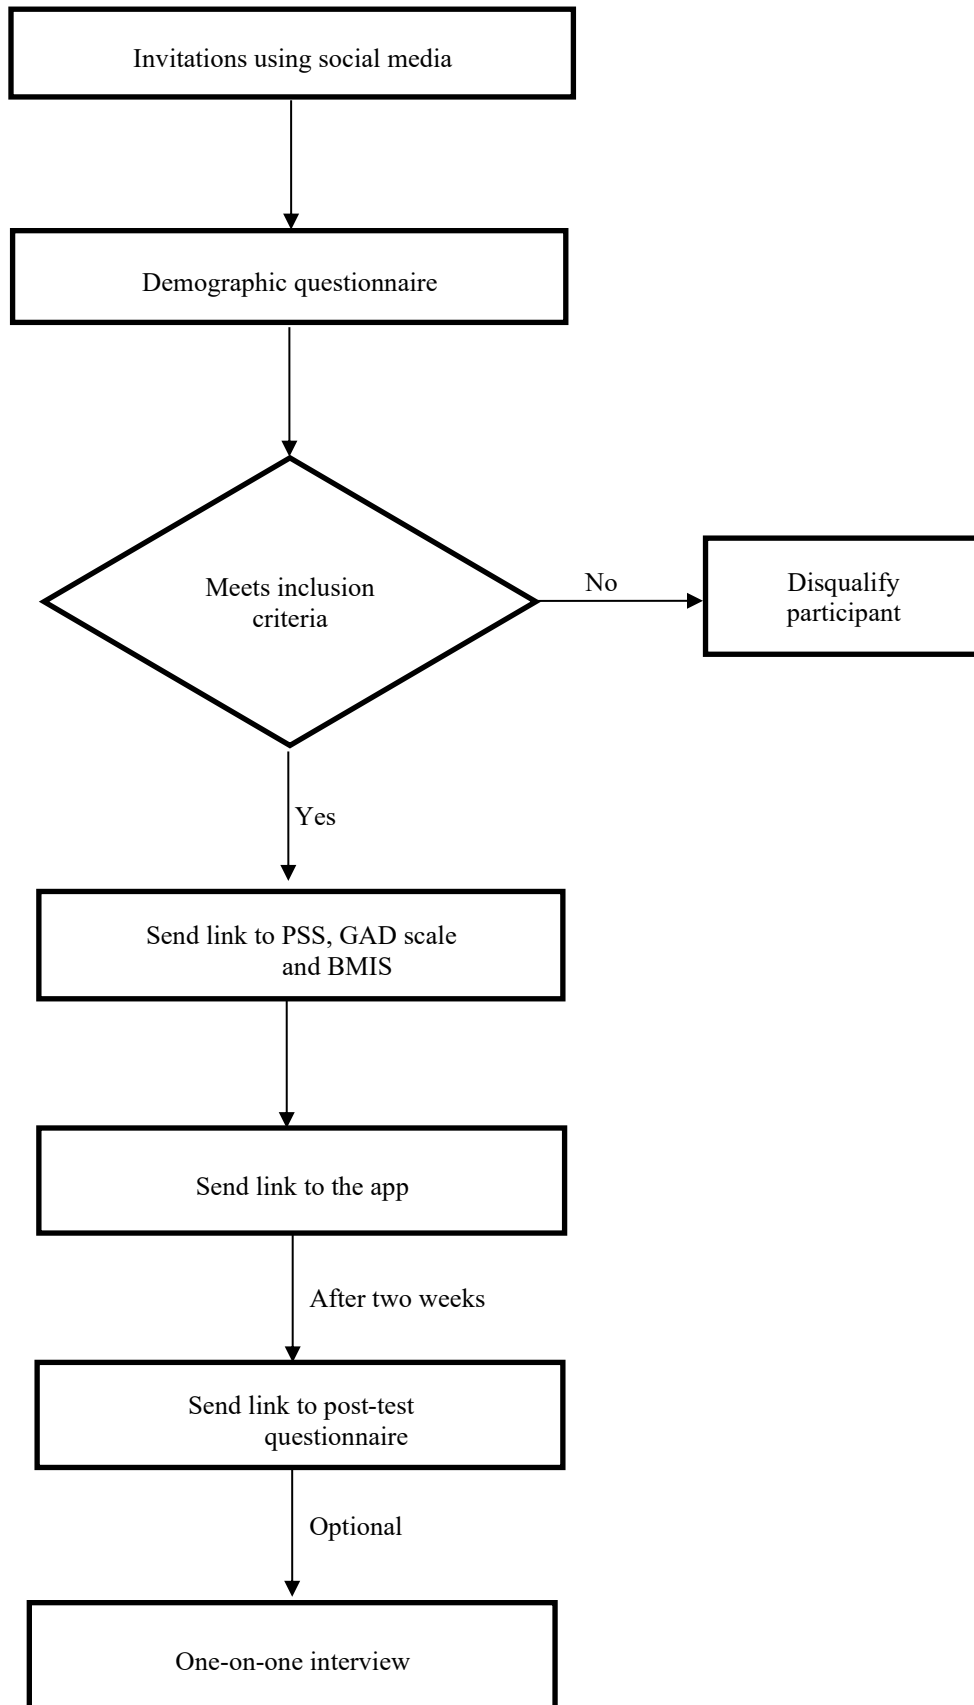 Invitations using social media
Demographic questionnaire
Meets inclusion
criteria
No
Disqualify
participant
Yes
Send link to PSS, GAD scale
and BMIS
Send link to the app
After two weeks
Send link to post-test
questionnaire
Optional
One-on-one interview